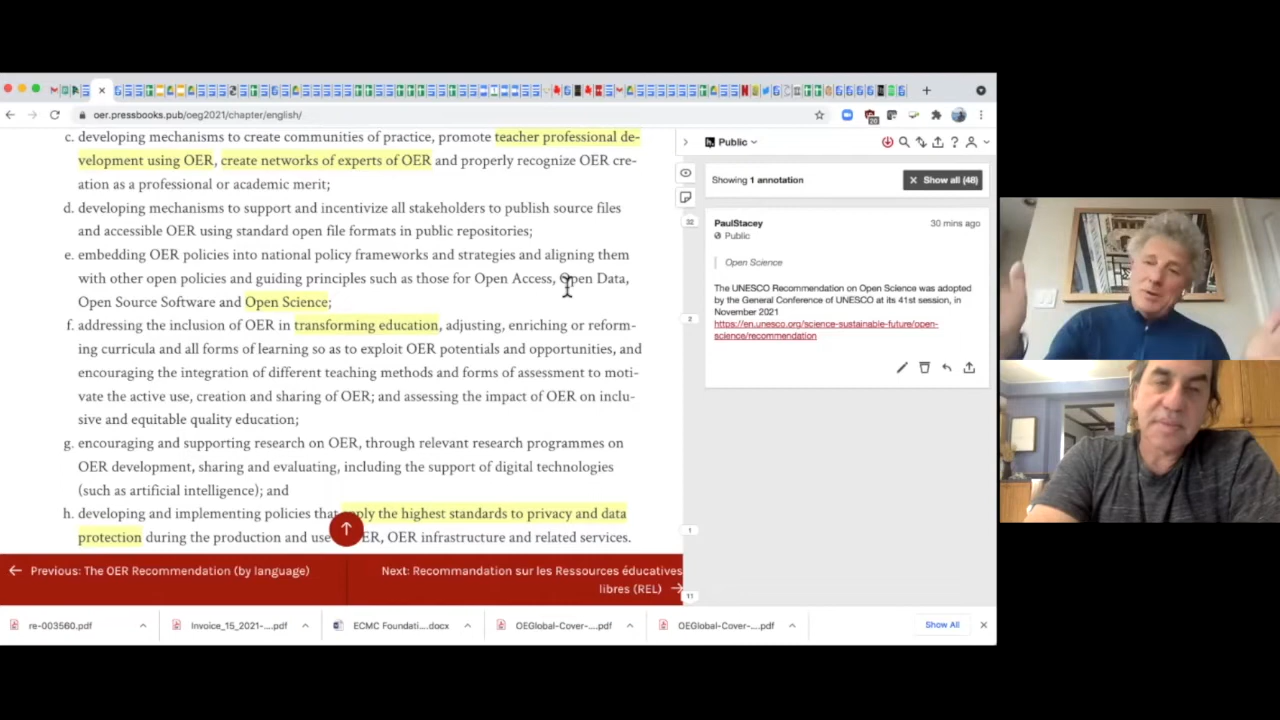 oer.pressbooks.pub/oeg2021/chapter/english/
c. developing mechanisms to create communities of practice, promote teacher professional de-
velopment using OER, create networks of experts of OER and properly recognize OER cre-
ation as a professional or academic merit;
d. developing mechanisms to support and incentivize all stakeholders to publish source files
and accessible OER using standard open file formats in public repositories;
e. embedding OER policies into national policy frameworks and strategies and aligning them
with other open policies and guiding principles such as those for Open Access, Open Data,
Open Source Software and Open Science;
f. addressing the inclusion of OER in transforming education, adjusting, enriching or reform-
ing curricula and all forms of learning so as to exploit OER potentials and opportunities, and
encouraging the integration of different teaching methods and forms of assessment to moti-
vate the active use, creation and sharing of OER; and assessing the impact of OER on inclu-
sive and equitable quality education;
g. encouraging and supporting research on OER, through relevant research programmes on
OER development, sharing and evaluating, including the support of digital technologies
(such as artificial intelligence); and
h. developing and implementing policies that the highest standards to privacy and data
protection during the production and use OER, OER infrastructure and related services.
Previous: The OER Recommendation (by language)
Next: Recommandation sur les Ressources éducatives
libres (REL)
Public
Showing 1 annotation
Show all (48)
32
PaulStacey
30 mins ago
Public
Open Science
The UNESCO Recommendation on Open Science was adopted
by the General Conference of UNESCO at its 41st session, in
November 2021
https://en.unesco.org/science-sustainable-future/open-
science/recommendation
2
1
11
re-003560.pdf
Invoice_15_2021-....pdf
ECMC Foundati....docx
OEGlobal-Cover-....pdf
OEGlobal-Cover-....pdf
Show All